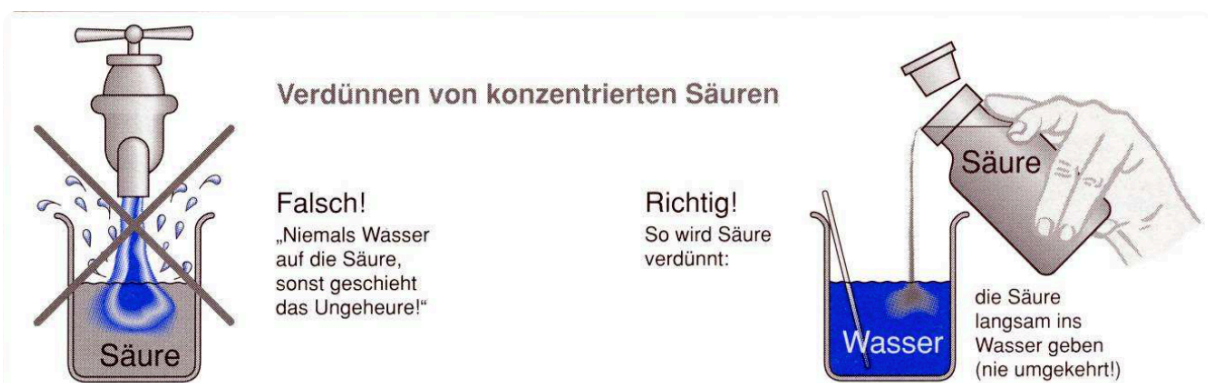 Verdünnen von konzentrierten Säuren
Falsch!
„Niemals Wasser
auf die Säure,
sonst geschieht
das Ungeheure!“
Säure
Richtig!
So wird Säure
verdünnt:
Säure
Wasser
die Säure
langsam ins
Wasser geben
(nie umgekehrt!)